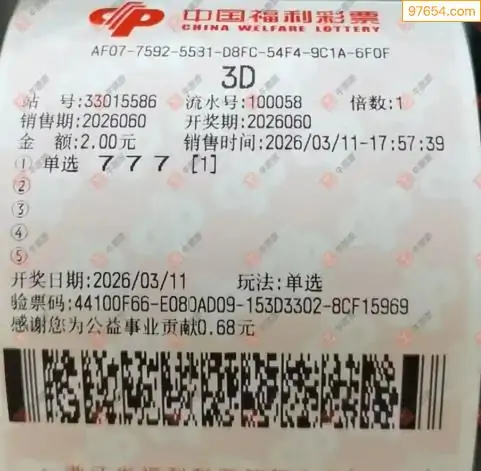 97654.com
中国福利彩票
CHINA WELFARE LOTTERY
AF07-7592-5531-D8FC-54F4-9C1A-6F0F
3D
站 号:33015586 流水号:100058 倍数:1
销售期:2026060 开奖期:2026060
金 额:2.00元 销售时间:2026/03/11-17:57:39
① 单选 7 7 7 [1]
②
③
④
⑤
开奖日期:2026/03/11 玩法:单选
验票码:44100F66-E080AD09-153D3302-8CF15969
感谢您为公益事业贡献0.68元